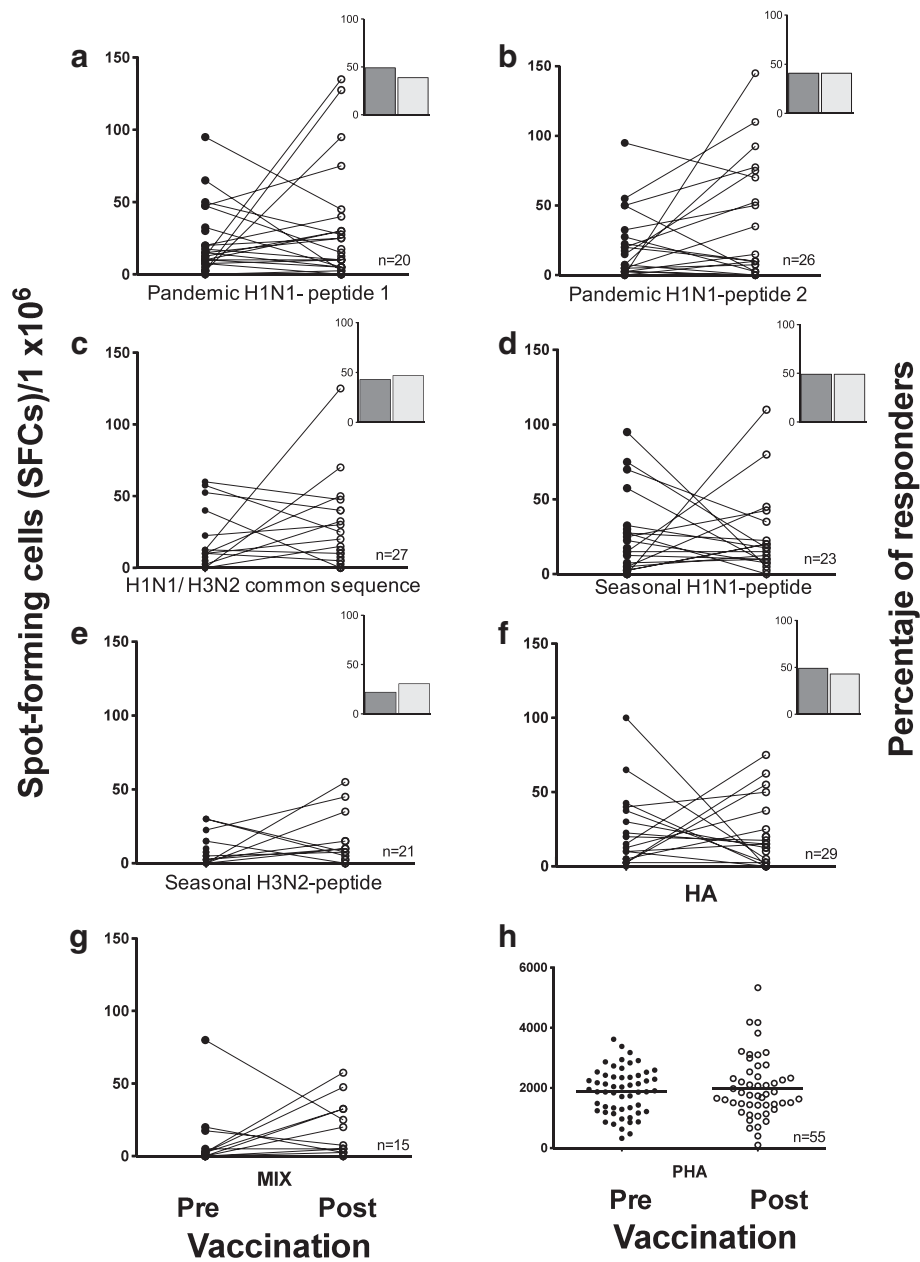 a
150
100
50
0
100
50
0
n=20
Pandemic H1N1- peptide 1
b
150
100
50
0
100
50
0
n=26
Pandemic H1N1-peptide 2
c
150
100
50
0
100
50
0
n=27
H1N1/H3N2 common sequence
d
150
100
50
0
100
50
0
n=23
Seasonal H1N1-peptide
e
150
100
50
0
100
50
0
n=21
Seasonal H3N2-peptide
f
150
100
50
0
100
50
0
n=29
HA
g
150
100
50
0
n=15
MIX
Pre Post
Vaccination
h
6000
4000
2000
0
n=55
PHA
Pre Post
Vaccination
Spot-forming cells (SFCs)/1 x10⁶
Percentaje of responders